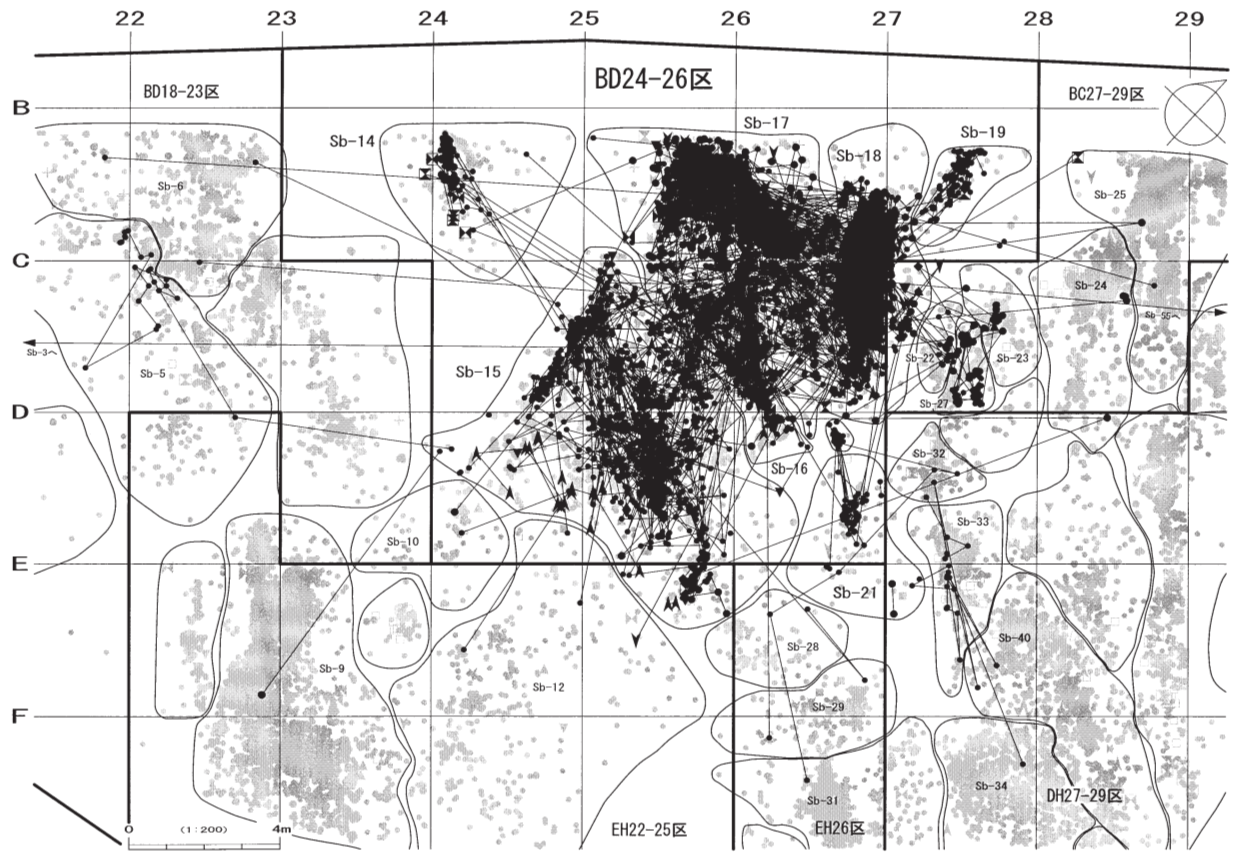 22 23 24 25 26 27 28 29
BD18-23区
BD24-26区
BC27-29区
B
Sb-14
Sb-17
Sb-18
Sb-19
Sb-6
Sb-25
C
Sb-24
Sb-55へ
Sb-3へ
Sb-5
Sb-15
Sb-22
Sb-23
Sb-27
D
Sb-16
Sb-32
Sb-10
Sb-33
E
Sb-21
Sb-9
Sb-28
Sb-40
Sb-12
Sb-29
F
Sb-31
Sb-34
DH27-29区
0 (1:200) 4m
EH22-25区
EH26区